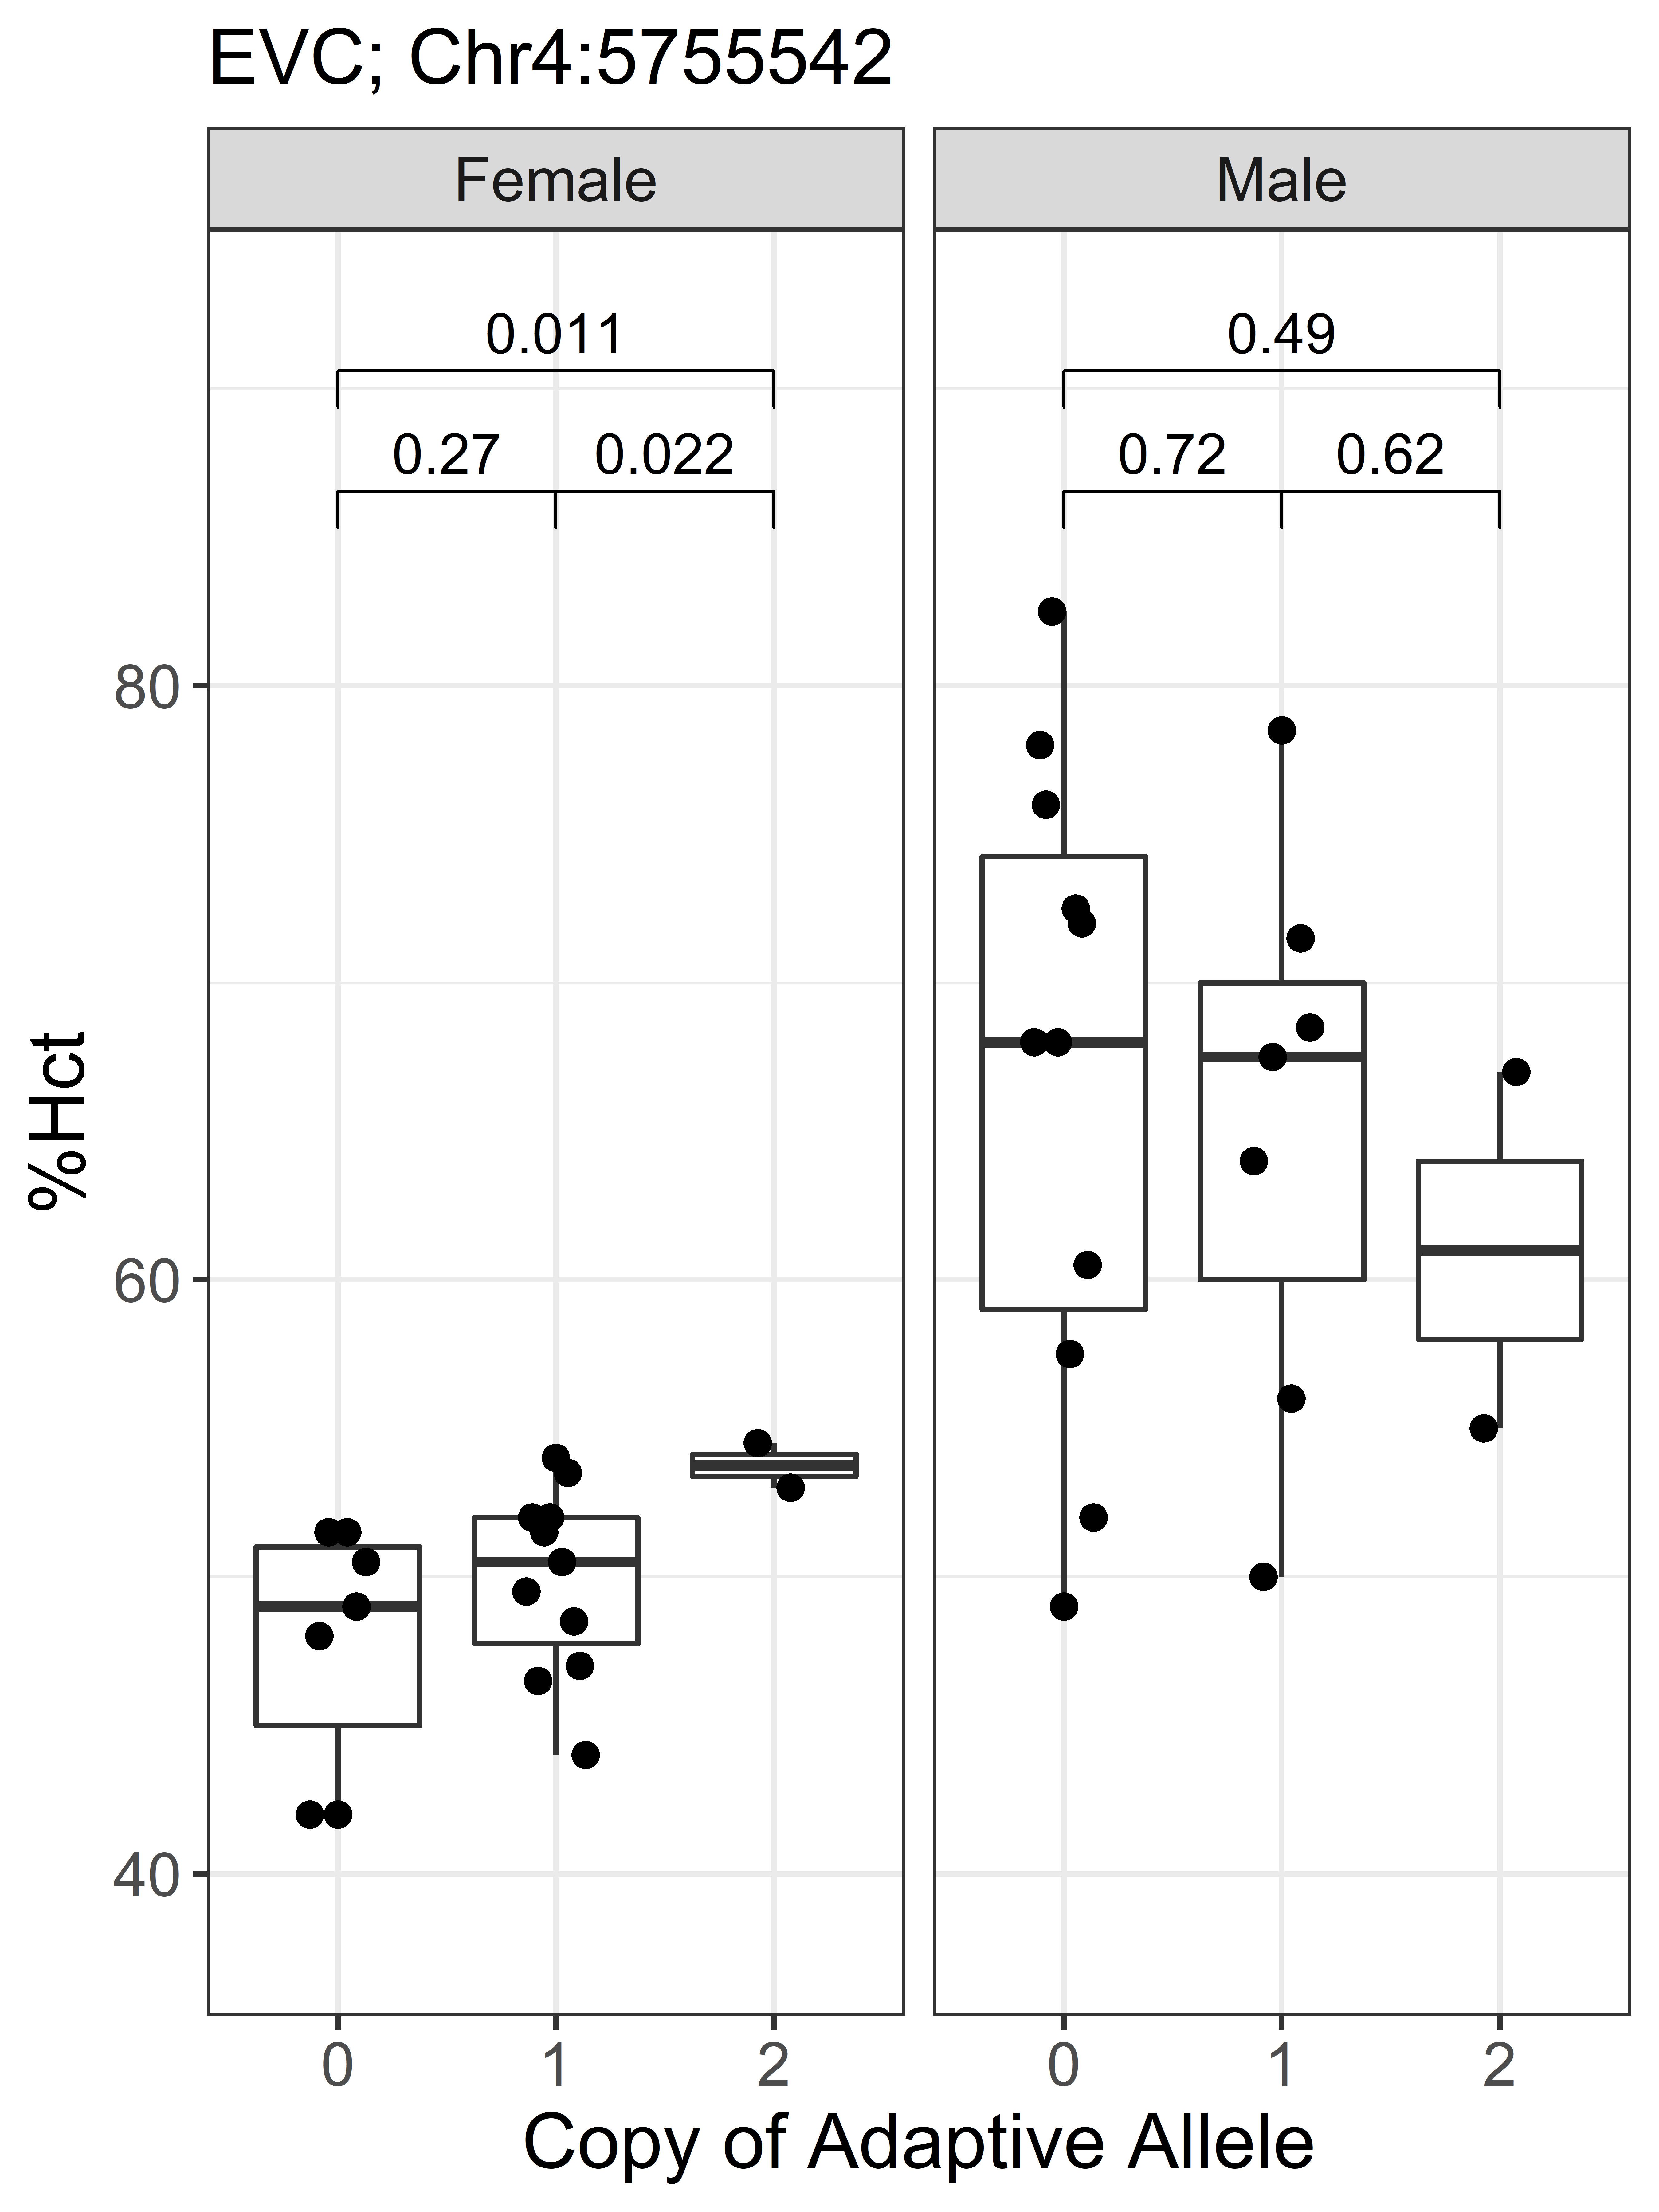 EVC; Chr4:5755542
Female Male
0.011 0.49
0.27 0.022 0.72 0.62
80
60
40
%Hct
0 1 2 0 1 2
Copy of Adaptive Allele